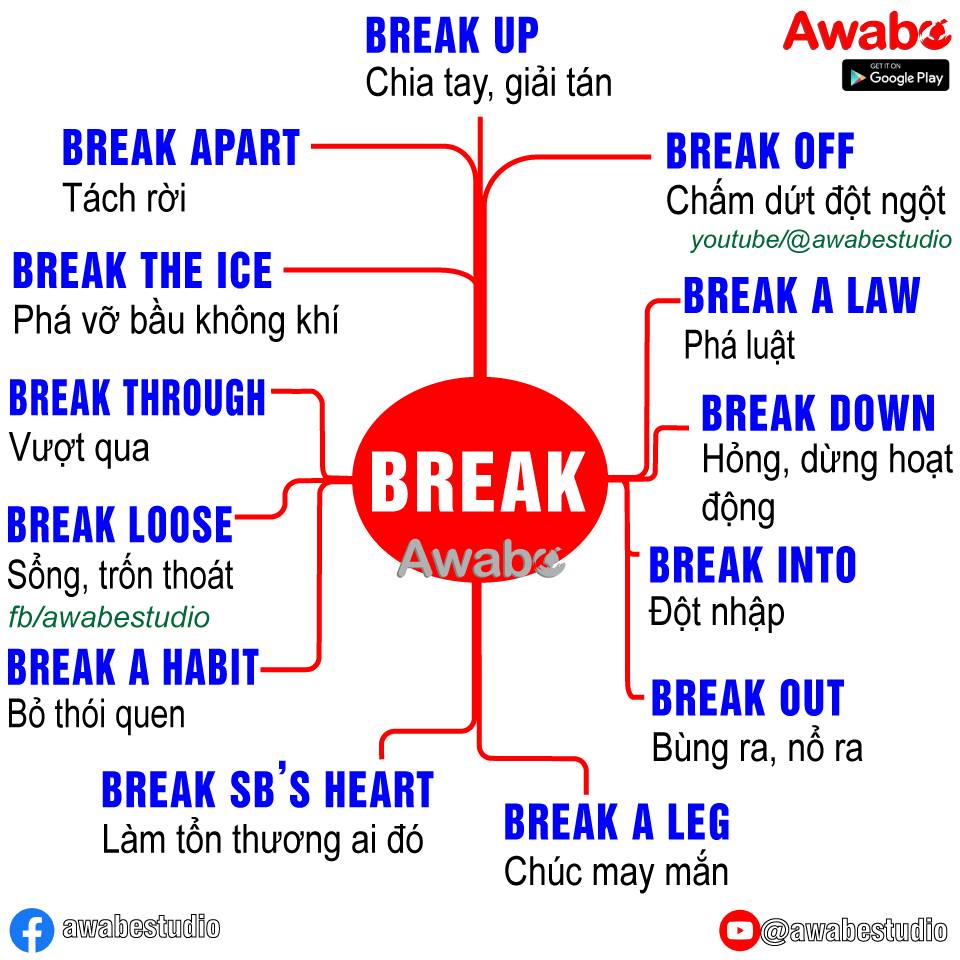 BREAK UP
Chia tay, giải tán
Awabe
GET IT ON
Google Play
BREAK APART
Tách rời
BREAK OFF
Chấm dứt đột ngột
youtube/@awabestudio
BREAK THE ICE
Phá vỡ bầu không khí
BREAK A LAW
Phá luật
BREAK THROUGH
Vượt qua
BREAK DOWN
Hỏng, dừng hoạt
động
BREAK
Awabe
BREAK LOOSE
Sổng, trốn thoát
fb/awabestudio
BREAK INTO
Đột nhập
BREAK A HABIT
Bỏ thói quen
BREAK OUT
Bùng ra, nổ ra
BREAK SB'S HEART
Làm tổn thương ai đó
BREAK A LEG
Chúc may mắn
awabestudio
@awabestudio